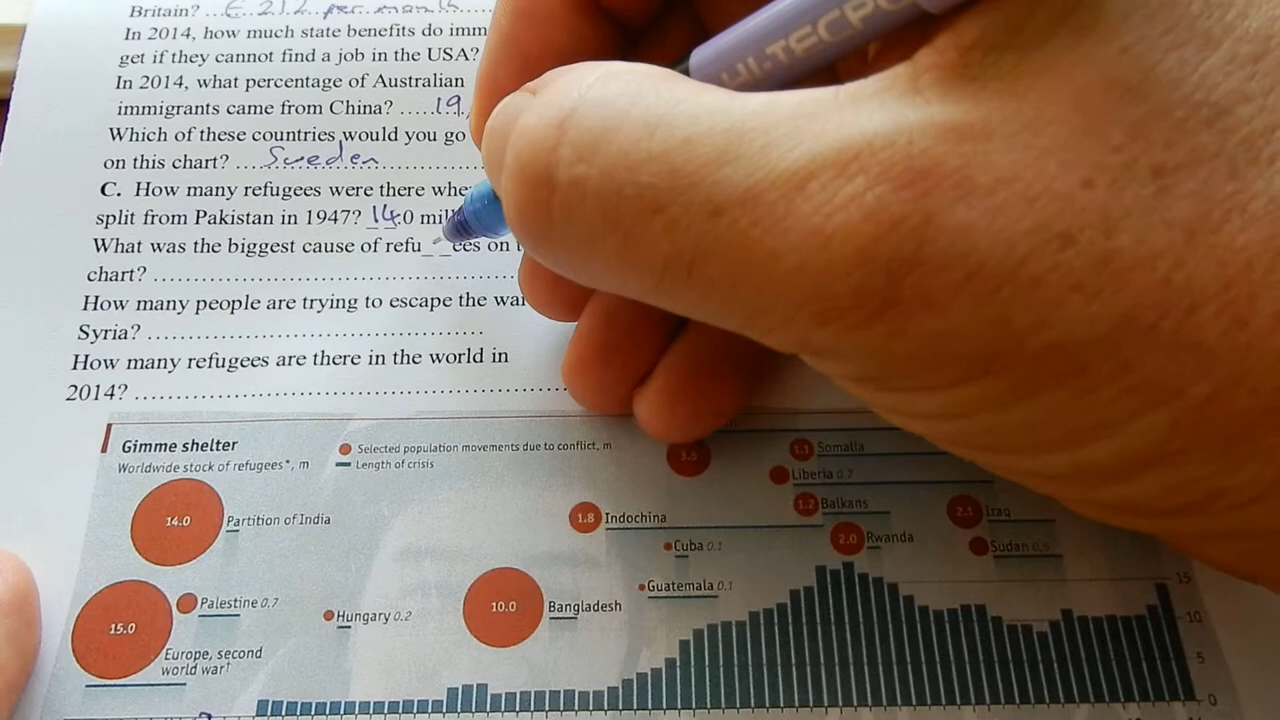 Britain? ...£ 212 per month.....
In 2014, how much state benefits do imm
get if they cannot find a job in the USA?
In 2014, what percentage of Australian
immigrants came from China? .....19
Which of these countries would you go
on this chart? ....Sweden
C. How many refugees were there whe
split from Pakistan in 1947? 14.0 mil
What was the biggest cause of refu_ _ees on
chart? ..................................................
How many people are trying to escape the wa
Syria? ..............................................
How many refugees are there in the world in
2014? ............................................................
HI-TECPO
Gimme shelter
Worldwide stock of refugees*, m
Selected population movements due to conflict, m
Length of crisis
3.5
1.1 Somalia
Liberia 0.7
14.0 Partition of India
1.8 Indochina
1.2 Balkans
2.1 Iraq
Cuba 0.1
2.0 Rwanda
Sudan 0.5
Palestine 0.7
Hungary 0.2
10.0 Bangladesh
Guatemala 0.1
15
10
15.0
Europe, second
world war†
5
0